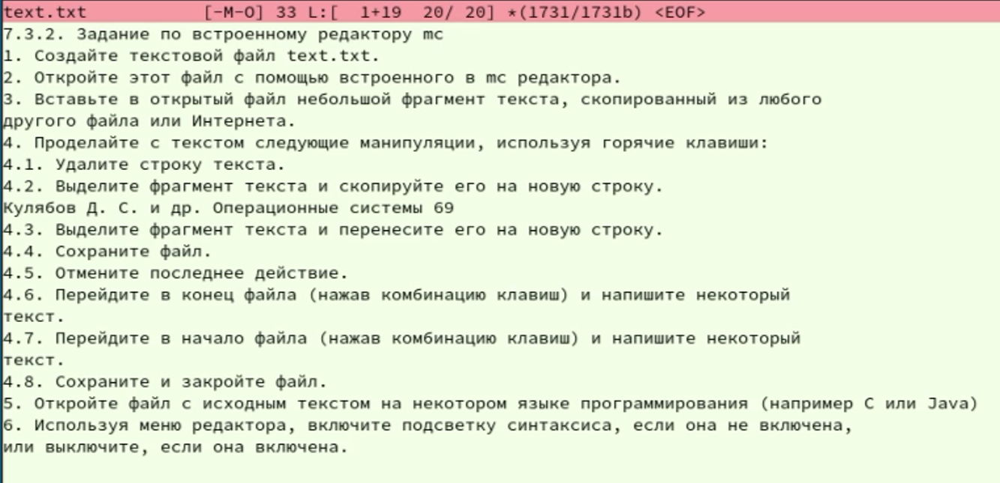 text.txt [-M-O] 33 L:[ 1+19 20/ 20] *(1731/1731b) <EOF>
7.3.2. Задание по встроенному редактору mc
1. Создайте текстовой файл text.txt.
2. Откройте этот файл с помощью встроенного в mc редактора.
3. Вставьте в открытый файл небольшой фрагмент текста, скопированный из любого
другого файла или Интернета.
4. Проделайте с текстом следующие манипуляции, используя горячие клавиши:
4.1. Удалите строку текста.
4.2. Выделите фрагмент текста и скопируйте его на новую строку.
Кулябов Д. С. и др. Операционные системы 69
4.3. Выделите фрагмент текста и перенесите его на новую строку.
4.4. Сохраните файл.
4.5. Отмените последнее действие.
4.6. Перейдите в конец файла (нажав комбинацию клавиш) и напишите некоторый
текст.
4.7. Перейдите в начало файла (нажав комбинацию клавиш) и напишите некоторый
текст.
4.8. Сохраните и закройте файл.
5. Откройте файл с исходным текстом на некотором языке программирования (например C или Java)
6. Используя меню редактора, включите подсветку синтаксиса, если она не включена,
или выключите, если она включена.